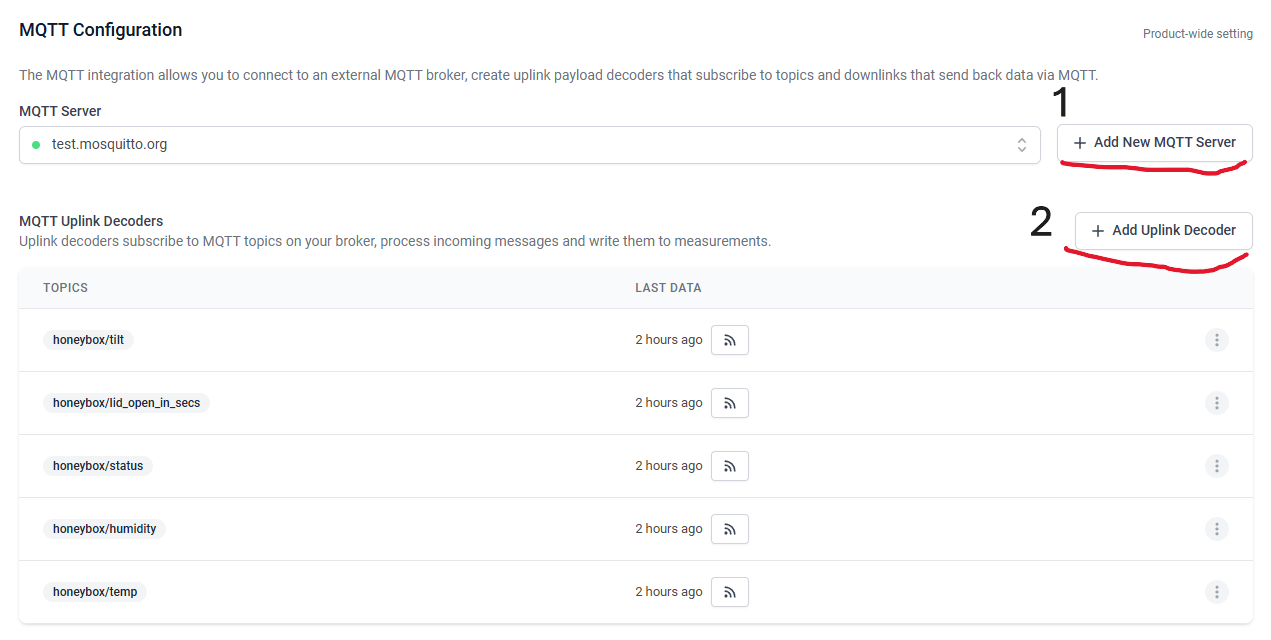 MQTT Configuration
Product-wide setting
The MQTT integration allows you to connect to an external MQTT broker, create uplink payload decoders that subscribe to topics and downlinks that send back data via MQTT.
1
MQTT Server
test.mosquitto.org
Add New MQTT Server
2
MQTT Uplink Decoders
Uplink decoders subscribe to MQTT topics on your broker, process incoming messages and write them to measurements.
Add Uplink Decoder
TOPICS LAST DATA
honeybox/tilt 2 hours ago
honeybox/lid_open_in_secs 2 hours ago
honeybox/status 2 hours ago
honeybox/humidity 2 hours ago
honeybox/temp 2 hours ago